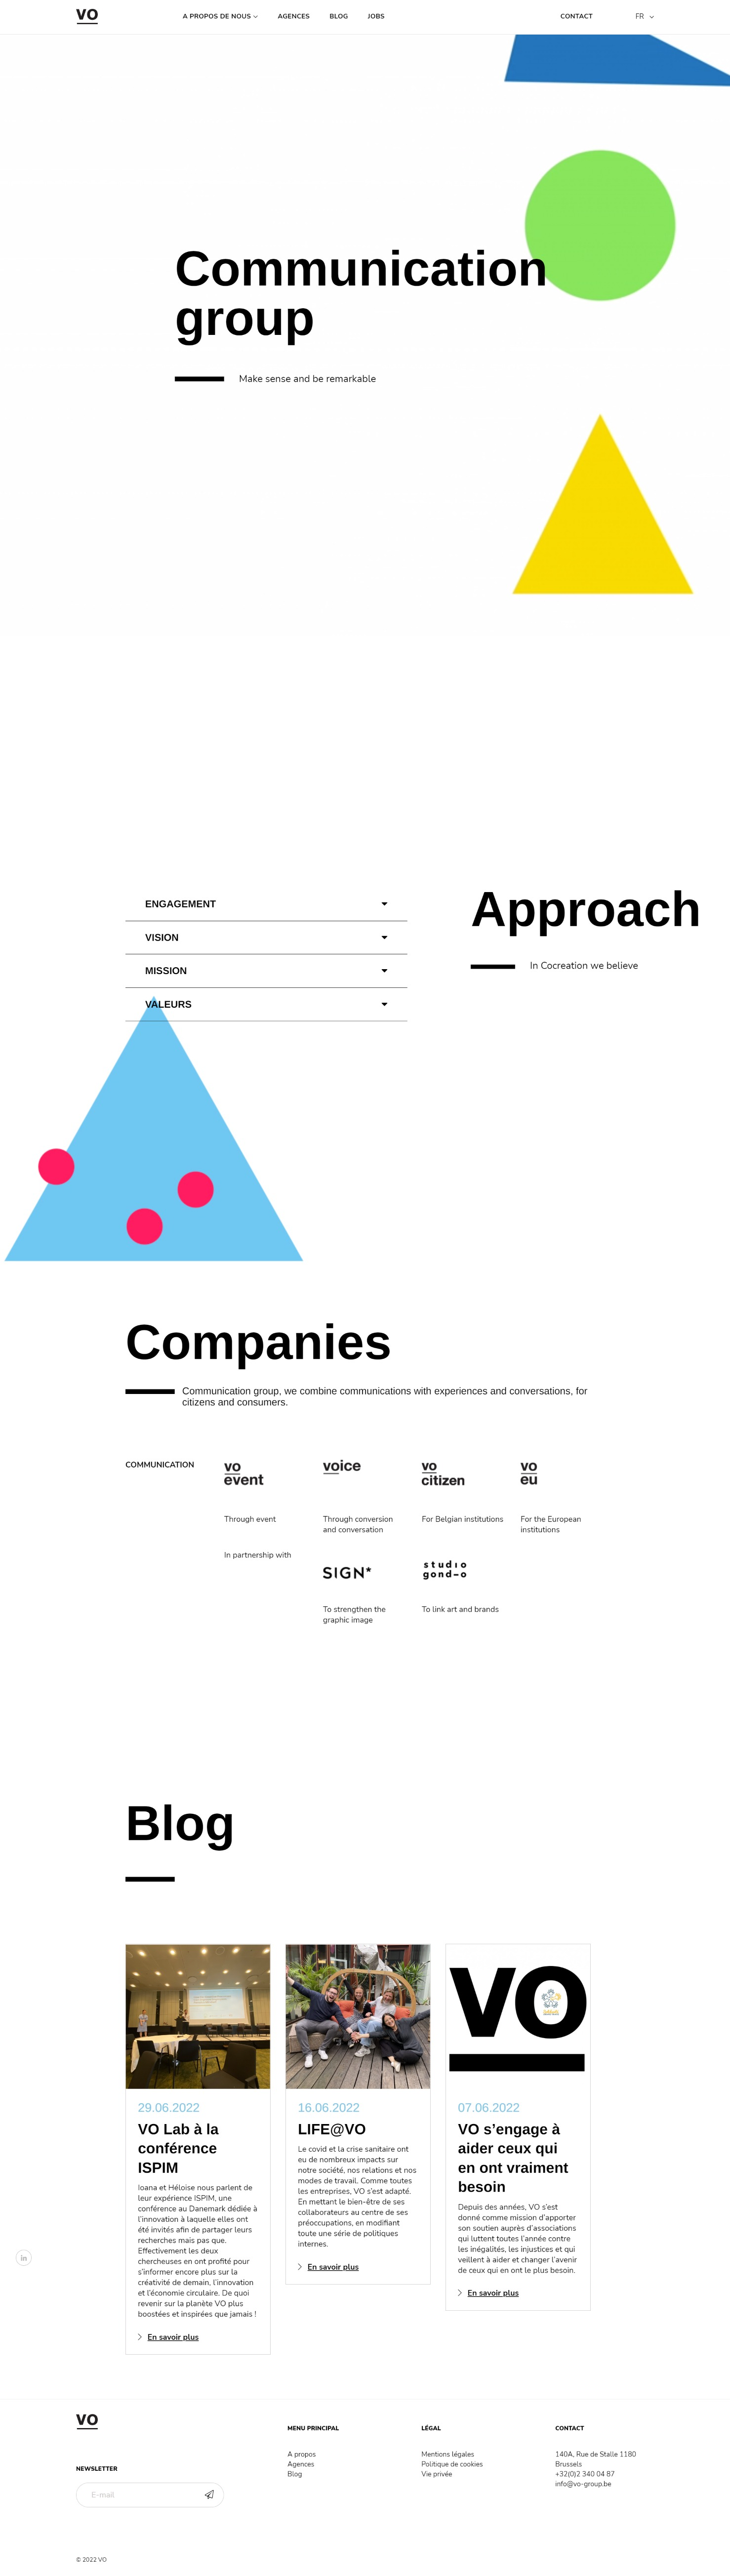 VO
A PROPOS DE NOUS
AGENCES
BLOG
JOBS
CONTACT
FR
Communication
group
Make sense and be remarkable
ENGAGEMENT
VISION
MISSION
VALEURS
Approach
In Cocreation we believe
Companies
Communication group, we combine communications with experiences and conversations, for
citizens and consumers.
COMMUNICATION
vo
event
Through event
voice
Through conversion
and conversation
vo
citizen
For Belgian institutions
vo
eu
For the European
institutions
In partnership with
SIGN*
To strengthen the
graphic image
studio
gond–o
To link art and brands
Blog
29.06.2022
VO Lab à la
conférence
ISPIM
Ioana et Héloise nous parlent de
leur expérience ISPIM, une
conférence au Danemark dédiée à
l’innovation à laquelle elles ont
été invités afin de partager leurs
recherches mais pas que.
Effectivement les deux
chercheuses en ont profité pour
s’informer encore plus sur la
créativité de demain, l’innovation
et l’économie circulaire. De quoi
revenir sur la planète VO plus
boostées et inspirées que jamais !
En savoir plus
16.06.2022
LIFE@VO
Le covid et la crise sanitaire ont
eu de nombreux impacts sur
notre société, nos relations et nos
modes de travail. Comme toutes
les entreprises, VO s’est adapté.
En mettant le bien-être de ses
collaborateurs au centre de ses
préoccupations, en modifiant
toute une série de politiques
internes.
En savoir plus
VO
07.06.2022
VO s’engage à
aider ceux qui
en ont vraiment
besoin
Depuis des années, VO s’est
donné comme mission d’apporter
son soutien auprès d’associations
qui luttent toutes l’année contre
les inégalités, les injustices et qui
veillent à aider et changer l’avenir
de ceux qui en ont le plus besoin.
En savoir plus
in
VO
NEWSLETTER
E-mail
MENU PRINCIPAL
A propos
Agences
Blog
LÉGAL
Mentions légales
Politique de cookies
Vie privée
CONTACT
140A, Rue de Stalle 1180
Brussels
+32(0)2 340 04 87
info@vo-group.be
© 2022 VO